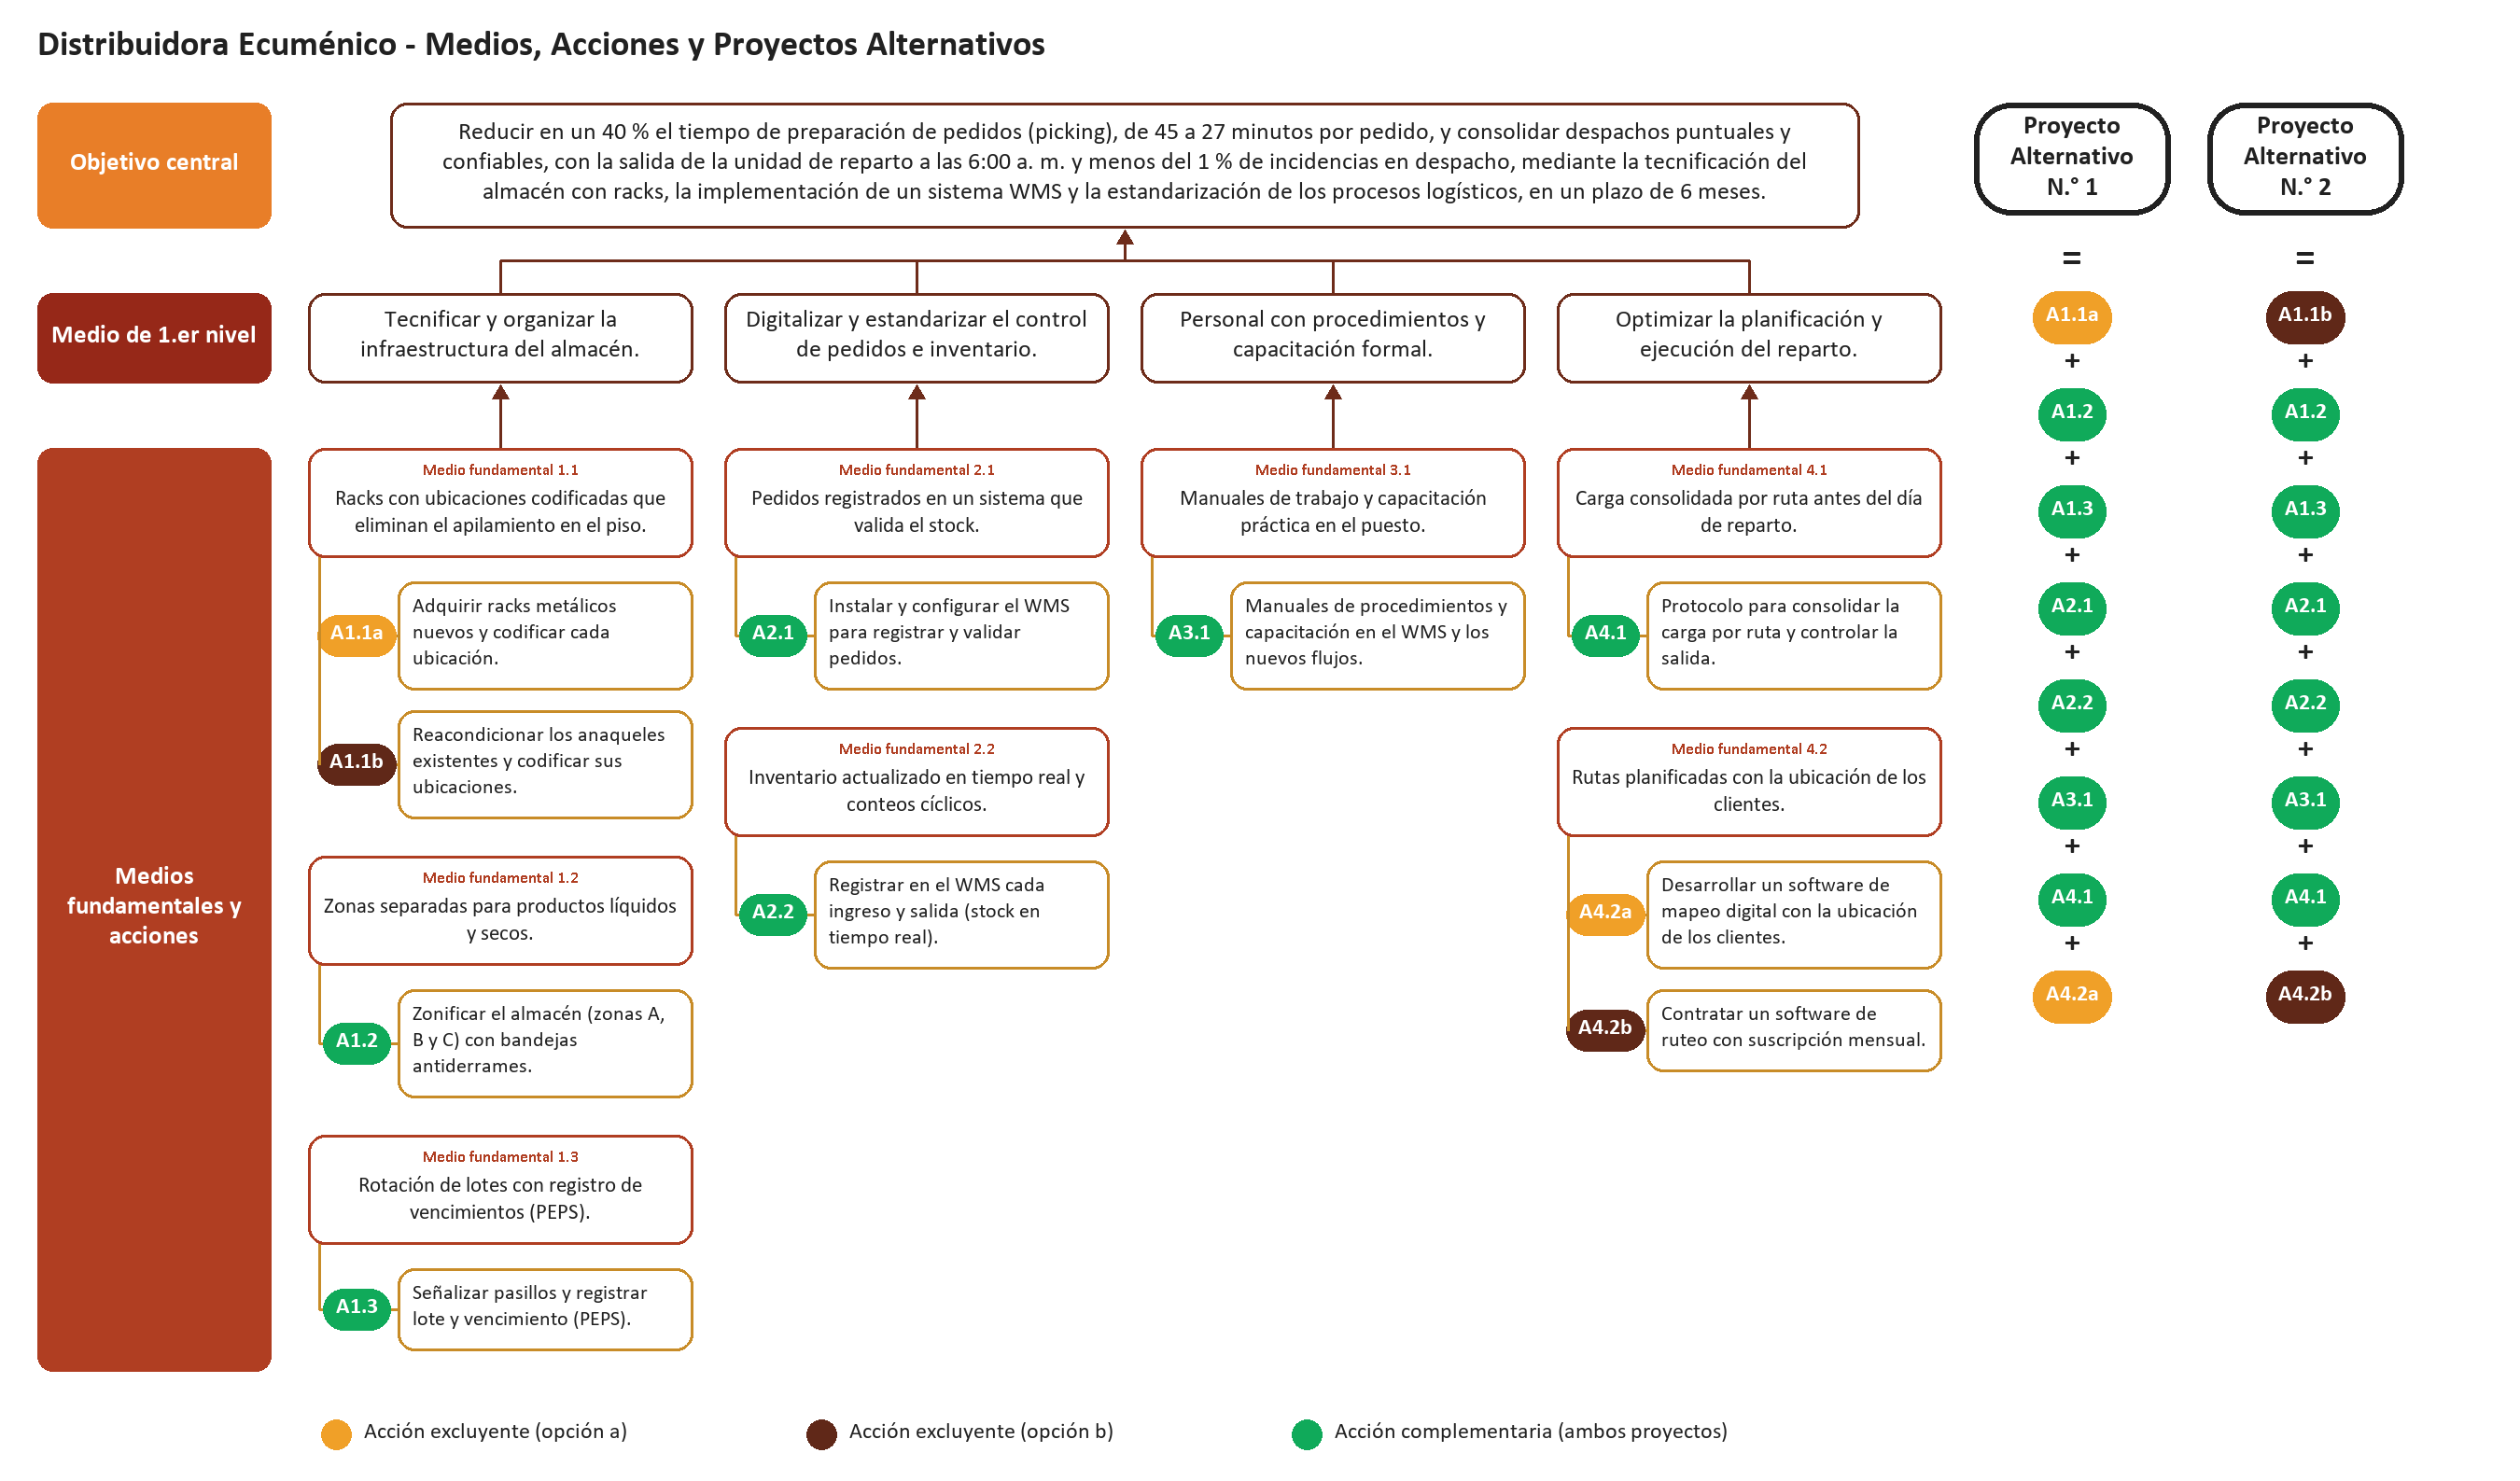 Distribuidora Ecuménico - Medios, Acciones y Proyectos Alternativos
Objetivo central
Reducir en un 40 % el tiempo de preparación de pedidos (picking), de 45 a 27 minutos por pedido, y consolidar despachos puntuales y
confiables, con la salida de la unidad de reparto a las 6:00 a. m. y menos del 1 % de incidencias en despacho, mediante la tecnificación del
almacén con racks, la implementación de un sistema WMS y la estandarización de los procesos logísticos, en un plazo de 6 meses.
Medio de 1.er nivel
Tecnificar y organizar la
infraestructura del almacén.
Digitalizar y estandarizar el control
de pedidos e inventario.
Personal con procedimientos y
capacitación formal.
Optimizar la planificación y
ejecución del reparto.
Medios
fundamentales y
acciones
Medio fundamental 1.1
Racks con ubicaciones codificadas que
eliminan el apilamiento en el piso.
A1.1a
Adquirir racks metálicos
nuevos y codificar cada
ubicación.
A1.1b
Reacondicionar los anaqueles
existentes y codificar sus
ubicaciones.
Medio fundamental 1.2
Zonas separadas para productos líquidos
y secos.
A1.2
Zonificar el almacén (zonas A,
B y C) con bandejas
antiderrames.
Medio fundamental 1.3
Rotación de lotes con registro de
vencimientos (PEPS).
A1.3
Señalizar pasillos y registrar
lote y vencimiento (PEPS).
Medio fundamental 2.1
Pedidos registrados en un sistema que
valida el stock.
A2.1
Instalar y configurar el WMS
para registrar y validar
pedidos.
Medio fundamental 2.2
Inventario actualizado en tiempo real y
conteos cíclicos.
A2.2
Registrar en el WMS cada
ingreso y salida (stock en
tiempo real).
Medio fundamental 3.1
Manuales de trabajo y capacitación
práctica en el puesto.
A3.1
Manuales de procedimientos y
capacitación en el WMS y los
nuevos flujos.
Medio fundamental 4.1
Carga consolidada por ruta antes del día
de reparto.
A4.1
Protocolo para consolidar la
carga por ruta y controlar la
salida.
Medio fundamental 4.2
Rutas planificadas con la ubicación de los
clientes.
A4.2a
Desarrollar un software de
mapeo digital con la ubicación
de los clientes.
A4.2b
Contratar un software de
ruteo con suscripción mensual.
Proyecto
Alternativo
N.° 1
=
A1.1a
+
A1.2
+
A1.3
+
A2.1
+
A2.2
+
A3.1
+
A4.1
+
A4.2a
Proyecto
Alternativo
N.° 2
=
A1.1b
+
A1.2
+
A1.3
+
A2.1
+
A2.2
+
A3.1
+
A4.1
+
A4.2b
Acción excluyente (opción a)
Acción excluyente (opción b)
Acción complementaria (ambos proyectos)